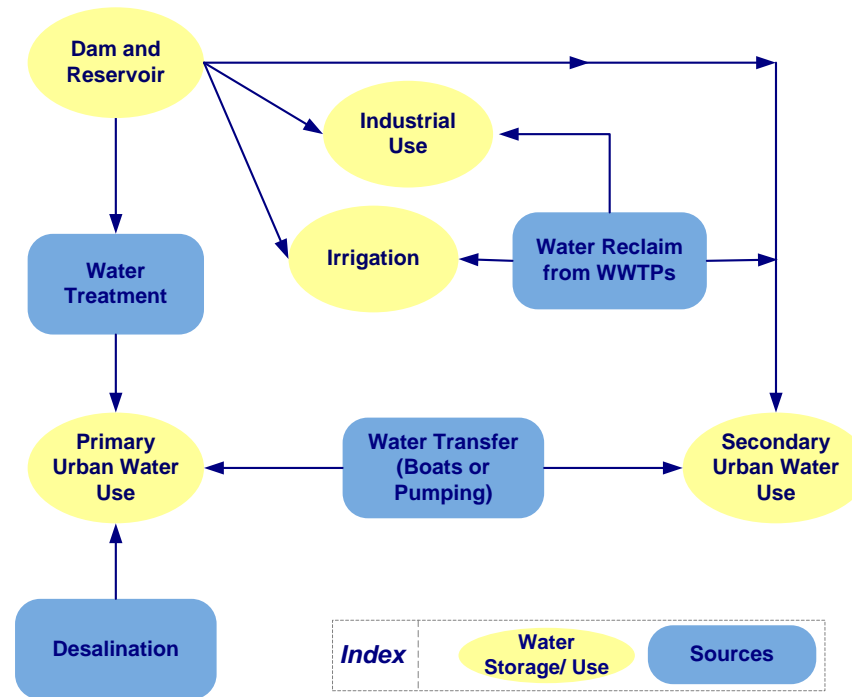 Dam and
Reservoir
Industrial
Use
Irrigation
Water Reclaim
from WWTPs
Water
Treatment
Primary
Urban Water
Use
Water Transfer
(Boats or
Pumping)
Secondary
Urban Water
Use
Desalination
Index
Water
Storage/ Use
Sources